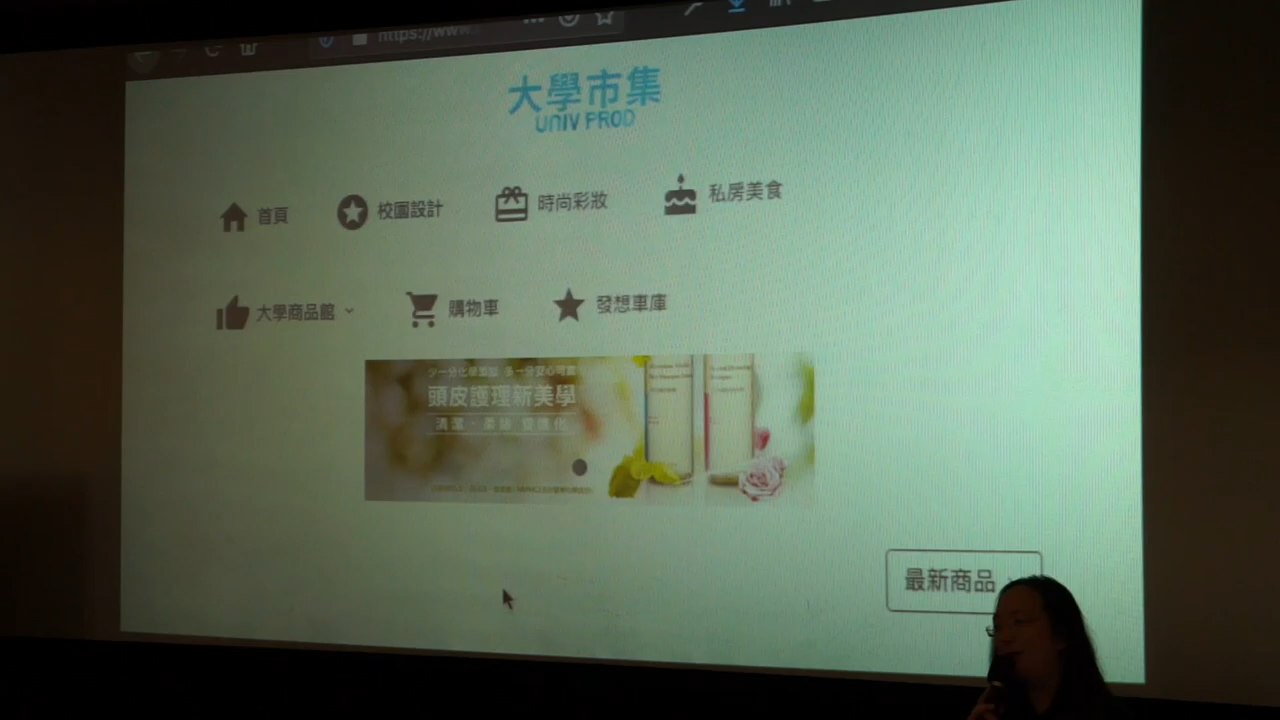 https://www.
大學市集
UNIV PROD
首頁
校園設計
時尚彩妝
私房美食
大學商品館
購物車
發想車庫
頭皮護理新美學
最新商品